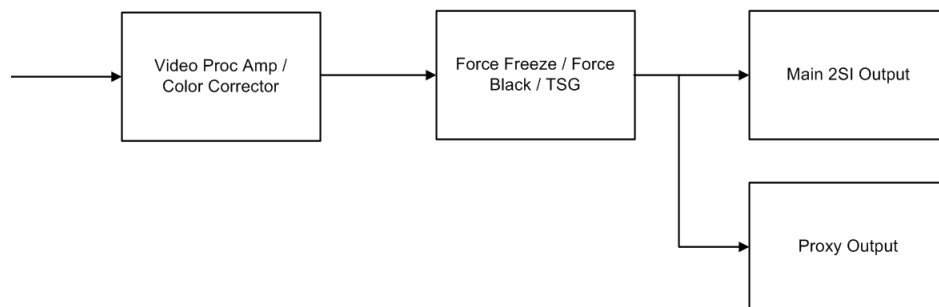 Video Proc Amp /
Color Corrector
Force Freeze / Force
Black / TSG
Main 2SI Output
Proxy Output